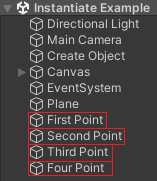 Instantiate Example
Directional Light
Main Camera
Create Object
Canvas
EventSystem
Plane
First Point
Second Point
Third Point
Four Point